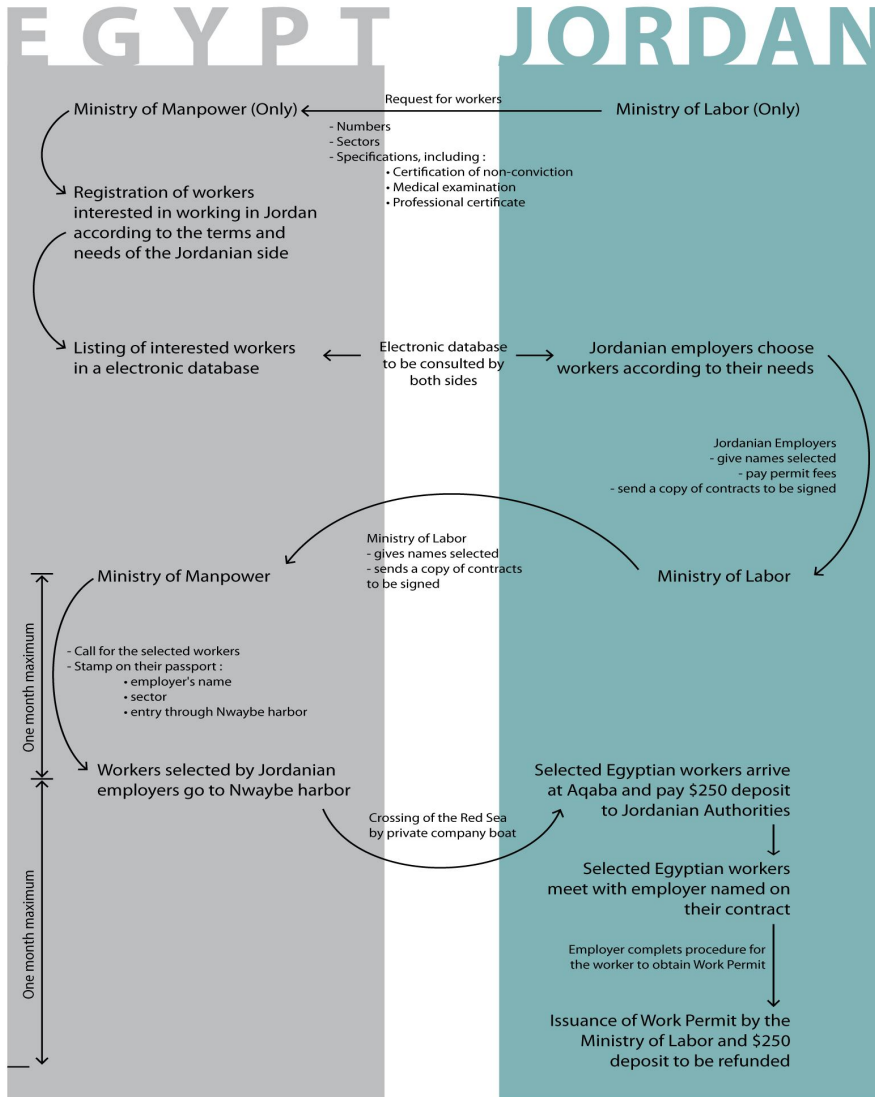 EGYPT
JORDAN
Ministry of Manpower (Only)
Request for workers
Ministry of Labor (Only)
- Numbers
- Sectors
- Specifications, including :
• Certification of non-conviction
• Medical examination
• Professional certificate
Registration of workers
interested in working in Jordan
according to the terms and
needs of the Jordanian side
Listing of interested workers
in a electronic database
Electronic database
to be consulted by
both sides
Jordanian employers choose
workers according to their needs
Jordanian Employers
- give names selected
- pay permit fees
- send a copy of contracts to be signed
Ministry of Labor
- gives names selected
- sends a copy of contracts
to be signed
Ministry of Manpower
Ministry of Labor
One month maximum
- Call for the selected workers
- Stamp on their passport :
• employer's name
• sector
• entry through Nwaybe harbor
Workers selected by Jordanian
employers go to Nwaybe harbor
Crossing of the Red Sea
by private company boat
Selected Egyptian workers arrive
at Aqaba and pay $250 deposit
to Jordanian Authorities
One month maximum
Selected Egyptian workers
meet with employer named on
their contract
Employer complets procedure for
the worker to obtain Work Permit
Issuance of Work Permit by the
Ministry of Labor and $250
deposit to be refunded